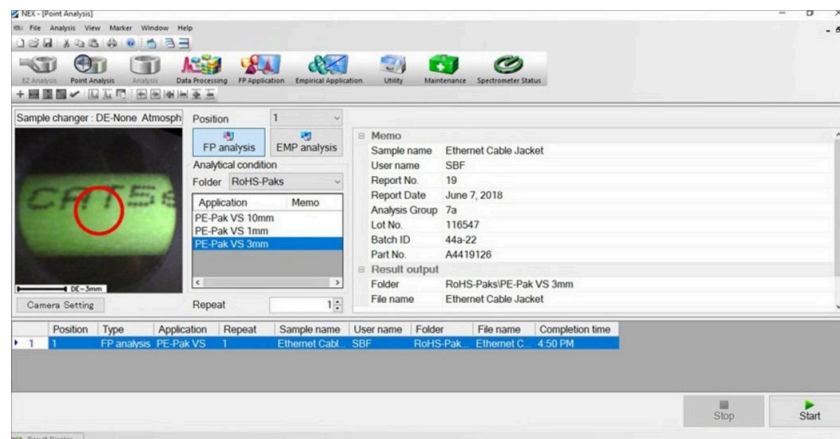 NEX - [Point Analysis]
File Analysis View Marker Window Help
EZ Analysis Point Analysis Analysis Data Processing FP Application Empirical Application Utility Maintenance Spectrometer Status
Sample changer : DE-None Atmosph
Position 1
FP analysis EMP analysis
Analytical condition
Folder RoHS-Paks
Application Memo
PE-Pak VS 10mm
PE-Pak VS 1mm
PE-Pak VS 3mm
Repeat 1
CAT5e
DE-3mm
Camera Setting
Memo
Sample name Ethernet Cable Jacket
User name SBF
Report No. 19
Report Date June 7, 2018
Analysis Group 7a
Lot No. 116547
Batch ID 44a-22
Part No. A4419126
Result output
Folder RoHS-Paks\PE-Pak VS 3mm
File name Ethernet Cable Jacket
Position Type Application Repeat Sample name User name Folder File name Completion time
1 1 FP analysis PE-Pak VS 1 Ethernet Cabl... SBF RoHS-Pak... Ethernet C... 4:50 PM
Stop Start